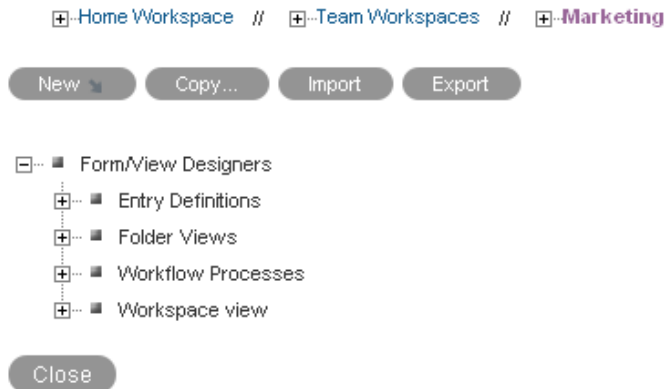 Home Workspace // Team Workspaces // Marketing
New Copy... Import Export
Form/View Designers
Entry Definitions
Folder Views
Workflow Processes
Workspace view
Close